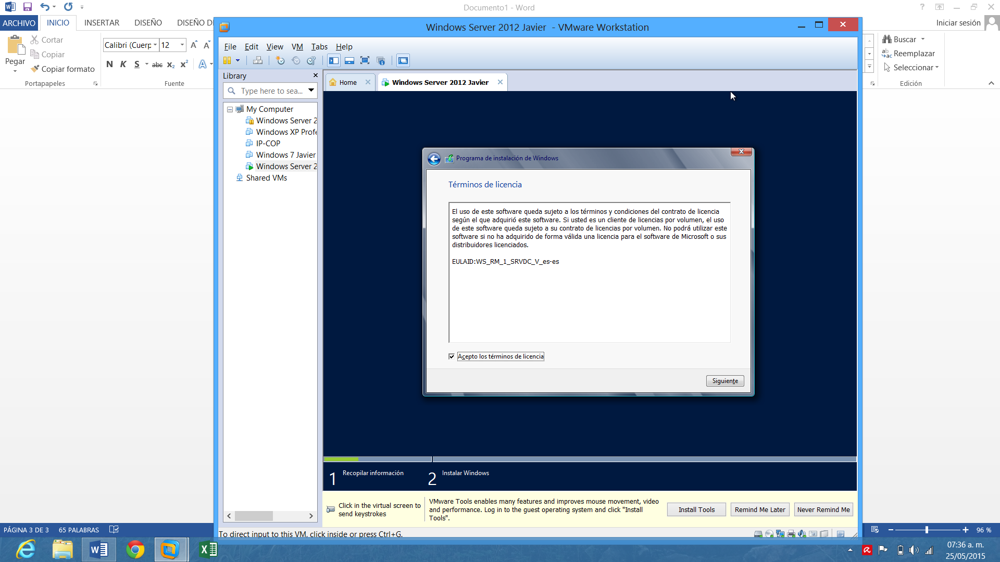 Documento1 - Word
ARCHIVO INICIO INSERTAR DISEÑO DISEÑO DE
Iniciar sesión
Windows Server 2012 Javier - VMware Workstation
Pegar
Cortar
Copiar
Copiar formato
Portapapeles
Calibri (Cuerp 12
N K S abc x₂ x² A
Fuente
Buscar
Reemplazar
Seleccionar
Edición
File Edit View VM Tabs Help
Library
Type here to sea...
My Computer
Windows Server 2
Windows XP Profe
IP-COP
Windows 7 Javier
Windows Server 2
Shared VMs
Home
Windows Server 2012 Javier
Programa de instalación de Windows
Términos de licencia
El uso de este software queda sujeto a los términos y condiciones del contrato de licencia
según el que adquirió este software. Si usted es un cliente de licencias por volumen, el uso
de este software queda sujeto a su contrato de licencias por volumen. No podrá utilizar este
software si no ha adquirido de forma válida una licencia para el software de Microsoft o sus
distribuidores licenciados.
EULAID:WS_RM_1_SRVDC_V_es-es
Acepto los términos de licencia
Siguiente
1 Recopilar información
2 Instalar Windows
Click in the virtual screen to
send keystrokes
VMware Tools enables many features and improves mouse movement, video
and performance. Log in to the guest operating system and click "Install
Tools".
Install Tools
Remind Me Later
Never Remind Me
To direct input to this VM, click inside or press Ctrl+G.
PÁGINA 3 DE 3 65 PALABRAS
96 %
07:36 a. m.
25/05/2015